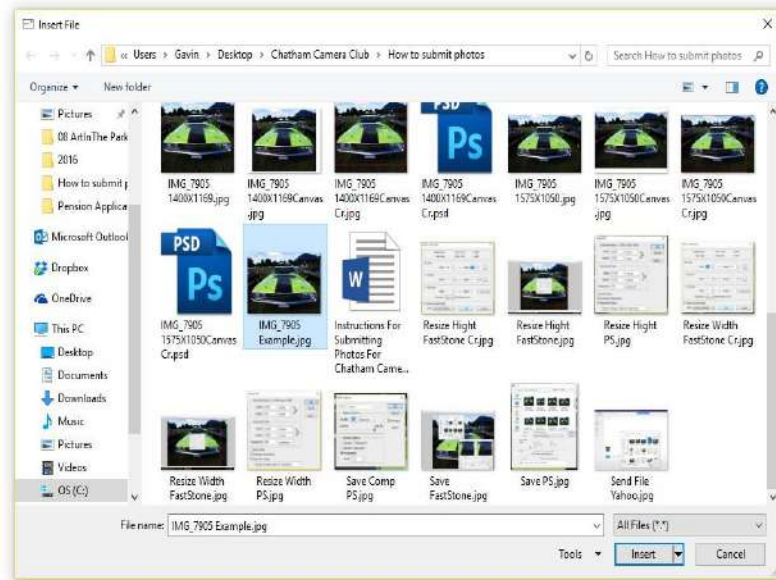 Insert File
« Users › Gavin › Desktop › Chatham Camera Club › How to submit photos
Search How to submit photos
Organize
New folder
Pictures
08 ArtInThe Park
2016
How to submit p
Pension Applica
Microsoft Outlook
Dropbox
OneDrive
This PC
Desktop
Documents
Downloads
Music
Pictures
Videos
OS (C:)
PSD
Ps
IMG_7905
1400X1169.jpg
IMG_7905
1400X1169Canvas
.jpg
IMG_7905
1400X1169Canvas
Cr.jpg
IMG_7905
1400X1169Canvas
Cr.psd
IMG_7905
1575X1050.jpg
IMG_7905
1575X1050Canvas
.jpg
IMG_7905
1575X1050Canvas
Cr.jpg
PSD
Ps
W
IMG_7905
1575X1050Canvas
Cr.psd
IMG_7905
Example.jpg
Instructions For
Submitting
Photos For
Chatham Came...
Resize Hight
FastStone Cr.jpg
Resize Hight
FastStone.jpg
Resize Hight
PS.jpg
Resize Width
FastStone Cr.jpg
Resize Width
FastStone.jpg
Resize Width
PS.jpg
Save Comp
PS.jpg
Save
FastStone.jpg
Save PS.jpg
Send File
Yahoo.jpg
File name:
IMG_7905 Example.jpg
All Files (*.*)
Tools
Insert
Cancel